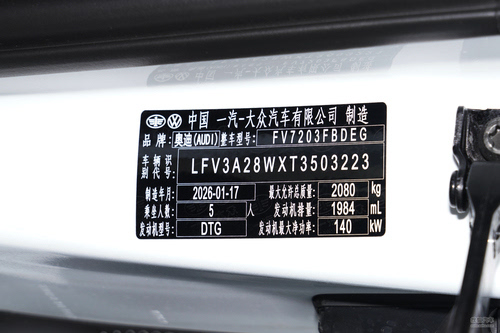 中国 一汽-大众汽车有限公司 制造
品牌 奥迪(AUDI) 整车型号 FV7203FBDEG
车辆识别代号 LFV3A28WXT3503223
制造年月 2026-01-17 最大允许总质量 2080 kg
乘坐人数 5 人 发动机排量 1984 mL
发动机型号 DTG 发动机最大净功率 140 kW